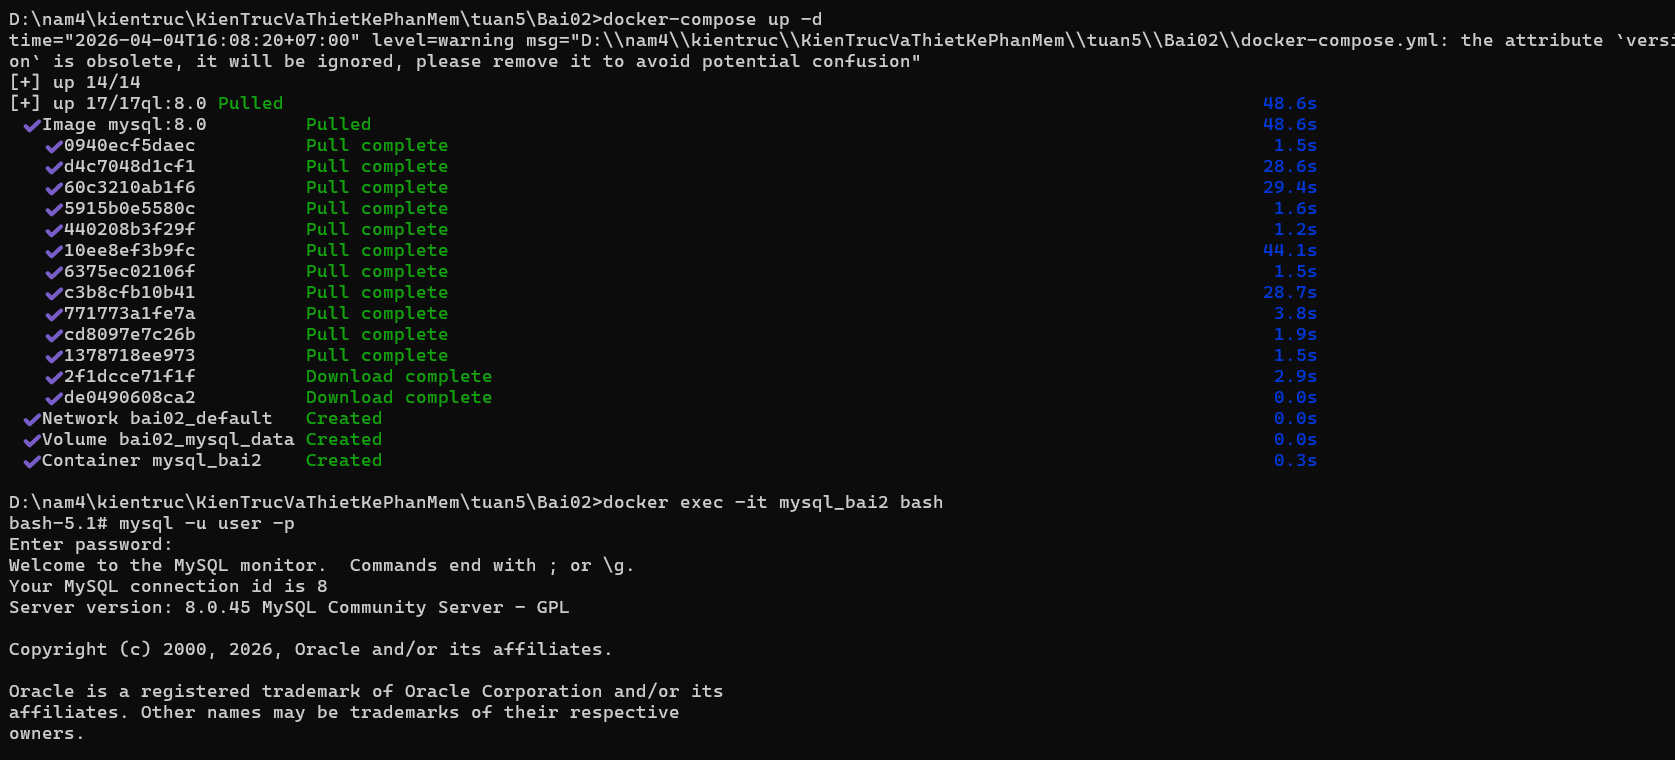 D:\nam4\kientruc\KienTrucVaThietKePhanMem\tuan5\Bai02>docker-compose up -d
time="2026-04-04T16:08:20+07:00" level=warning msg="D:\\nam4\\kientruc\\KienTrucVaThietKePhanMem\\tuan5\\Bai02\\docker-compose.yml: the attribute `versi
on` is obsolete, it will be ignored, please remove it to avoid potential confusion"
[+] up 14/14
[+] up 17/17ql:8.0 Pulled 48.6s
✔Image mysql:8.0 Pulled 48.6s
✔0940ecf5daec Pull complete 1.5s
✔d4c7048d1cf1 Pull complete 28.6s
✔60c3210ab1f6 Pull complete 29.4s
✔5915b0e5580c Pull complete 1.6s
✔440208b3f29f Pull complete 1.2s
✔10ee8ef3b9fc Pull complete 44.1s
✔6375ec02106f Pull complete 1.5s
✔c3b8cfb10b41 Pull complete 28.7s
✔771773a1fe7a Pull complete 3.8s
✔cd8097e7c26b Pull complete 1.9s
✔1378718ee973 Pull complete 1.5s
✔2f1dcce71f1f Download complete 2.9s
✔de0490608ca2 Download complete 0.0s
✔Network bai02_default Created 0.0s
✔Volume bai02_mysql_data Created 0.0s
✔Container mysql_bai2 Created 0.3s
D:\nam4\kientruc\KienTrucVaThietKePhanMem\tuan5\Bai02>docker exec -it mysql_bai2 bash
bash-5.1# mysql -u user -p
Enter password:
Welcome to the MySQL monitor.  Commands end with ; or \g.
Your MySQL connection id is 8
Server version: 8.0.45 MySQL Community Server - GPL
Copyright (c) 2000, 2026, Oracle and/or its affiliates.
Oracle is a registered trademark of Oracle Corporation and/or its
affiliates. Other names may be trademarks of their respective
owners.